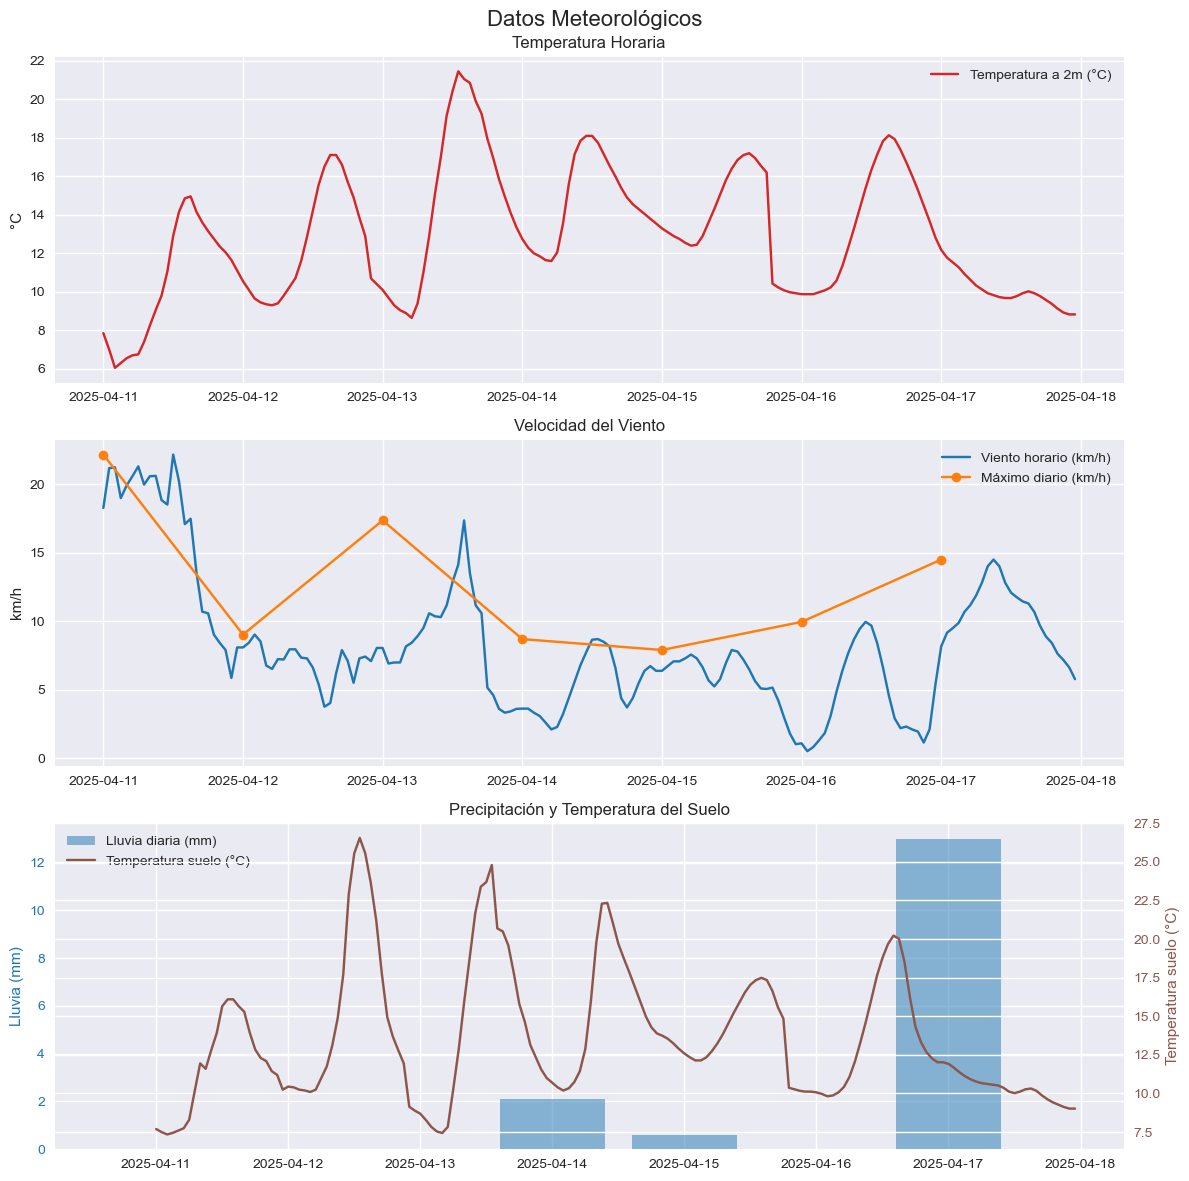 Datos Meteorológicos
Temperatura Horaria
Temperatura a 2m (°C)
°C
22
20
18
16
14
12
10
8
6
2025-04-11 2025-04-12 2025-04-13 2025-04-14 2025-04-15 2025-04-16 2025-04-17 2025-04-18
Velocidad del Viento
Viento horario (km/h)
Máximo diario (km/h)
km/h
20
15
10
5
0
2025-04-11 2025-04-12 2025-04-13 2025-04-14 2025-04-15 2025-04-16 2025-04-17 2025-04-18
Precipitación y Temperatura del Suelo
Lluvia diaria (mm)
Temperatura suelo (°C)
Lluvia (mm)
12
10
8
6
4
2
0
27.5
25.0
22.5
20.0
17.5
15.0
12.5
10.0
7.5
Temperatura suelo (°C)
2025-04-11 2025-04-12 2025-04-13 2025-04-14 2025-04-15 2025-04-16 2025-04-17 2025-04-18